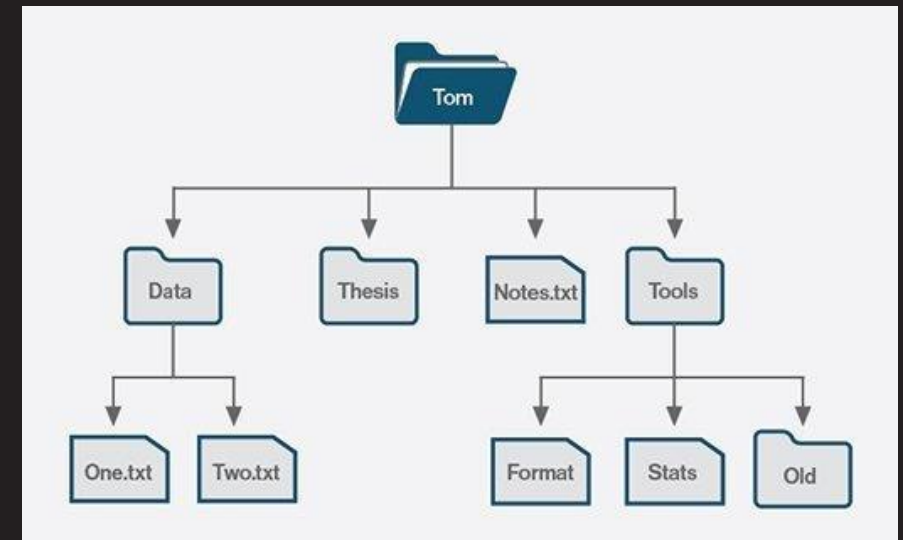 Tom
Data
Thesis
Notes.txt
Tools
One.txt
Two.txt
Format
Stats
Old